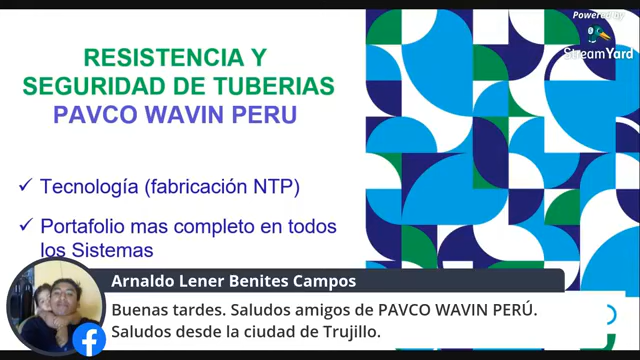 Powered by
StreamYard
RESISTENCIA Y
SEGURIDAD DE TUBERIAS
PAVCO WAVIN PERU
✓ Tecnología (fabricación NTP)
✓ Portafolio mas completo en todos
los Sistemas
Arnaldo Lener Benites Campos
Buenas tardes. Saludos amigos de PAVCO WAVIN PERÚ.
Saludos desde la ciudad de Trujillo.